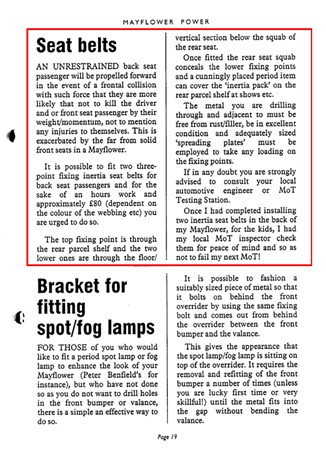 MAYFLOWER POWER
Seat belts
AN UNRESTRAINED back seat
passenger will be propelled forward
in the event of a frontal collision
with such force that they are more
likely that not to kill the driver
and or front seat passenger by their
weight/momentum, not to mention
any injuries to themselves. This is
exacerbated by the far from solid
front seats in a Mayflower.
It is possible to fit two three-
point fixing inertia seat belts for
back seat passengers and for the
sake of an hours work and
approximately £80 (dependent on
the colour of the webbing etc) you
are urged to do so.
The top fixing point is through
the rear parcel shelf and the two
lower ones are through the floor/
vertical section below the squab of
the rear seat.
Once fitted the rear seat squab
conceals the lower fixing points
and a cunningly placed period item
can cover the 'inertia pack' on the
rear parcel shelf at shows etc.
The metal you are drilling
through and adjacent to must be
free from rust/filler, be in excellent
condition and adequately sized
'spreading plates' must be
employed to take any loading on
the fixing points.
If in any doubt you are strongly
advised to consult your local
automotive engineer or MoT
Testing Station.
Once I had completed installing
two inertia seat belts in the back of
my Mayflower, for the kids, I had
my local MoT inspector check
them for peace of mind and so as
not to fail my next MoT!
Bracket for
fitting
spot/fog lamps
FOR THOSE of you who would
like to fit a period spot lamp or fog
lamp to enhance the look of your
Mayflower (Peter Benfield's for
instance), but who have not done
so as you do not want to drill holes
in the front bumper or valance,
there is a simple an effective way to
do so.
It is possible to fashion a
suitably sized piece of metal so that
it bolts on behind the front
overrider by using the same fixing
bolt and comes out from behind
the overrider between the front
bumper and the valance.
This gives the appearance that
the spot lamp/fog lamp is sitting on
top of the overrider. It requires the
removal and refitting of the front
bumper a number of times (unless
you are lucky first time or very
skillful!) until the metal fits into
the gap without bending the
valance.
Page 19